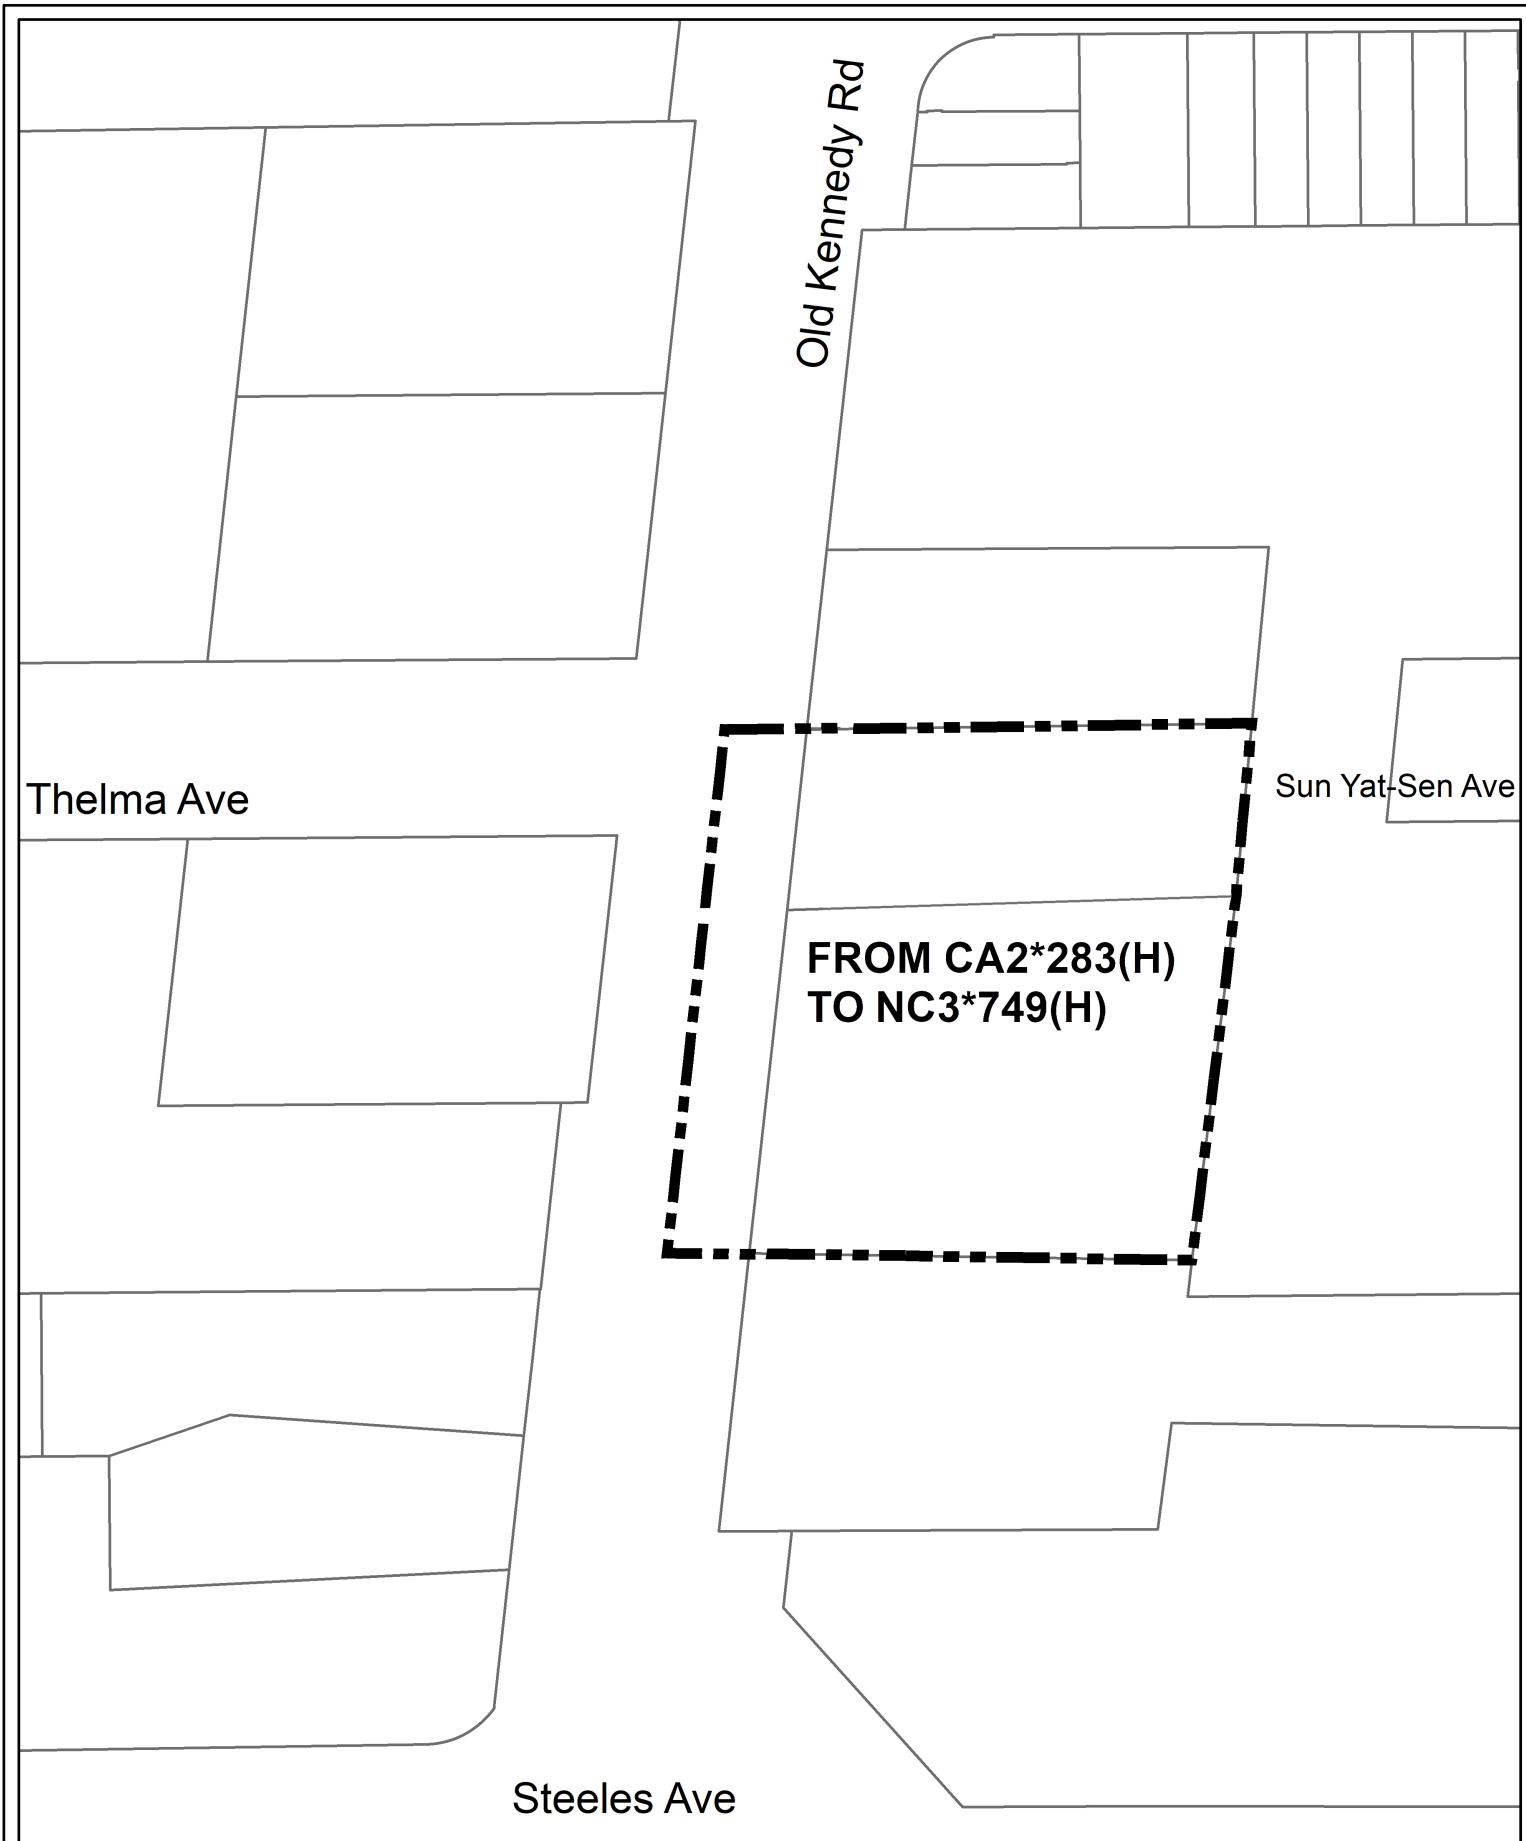 Old Kennedy Rd
Thelma Ave
Sun Yat-Sen Ave
FROM CA2*283(H)
TO NC3*749(H)
Steeles Ave